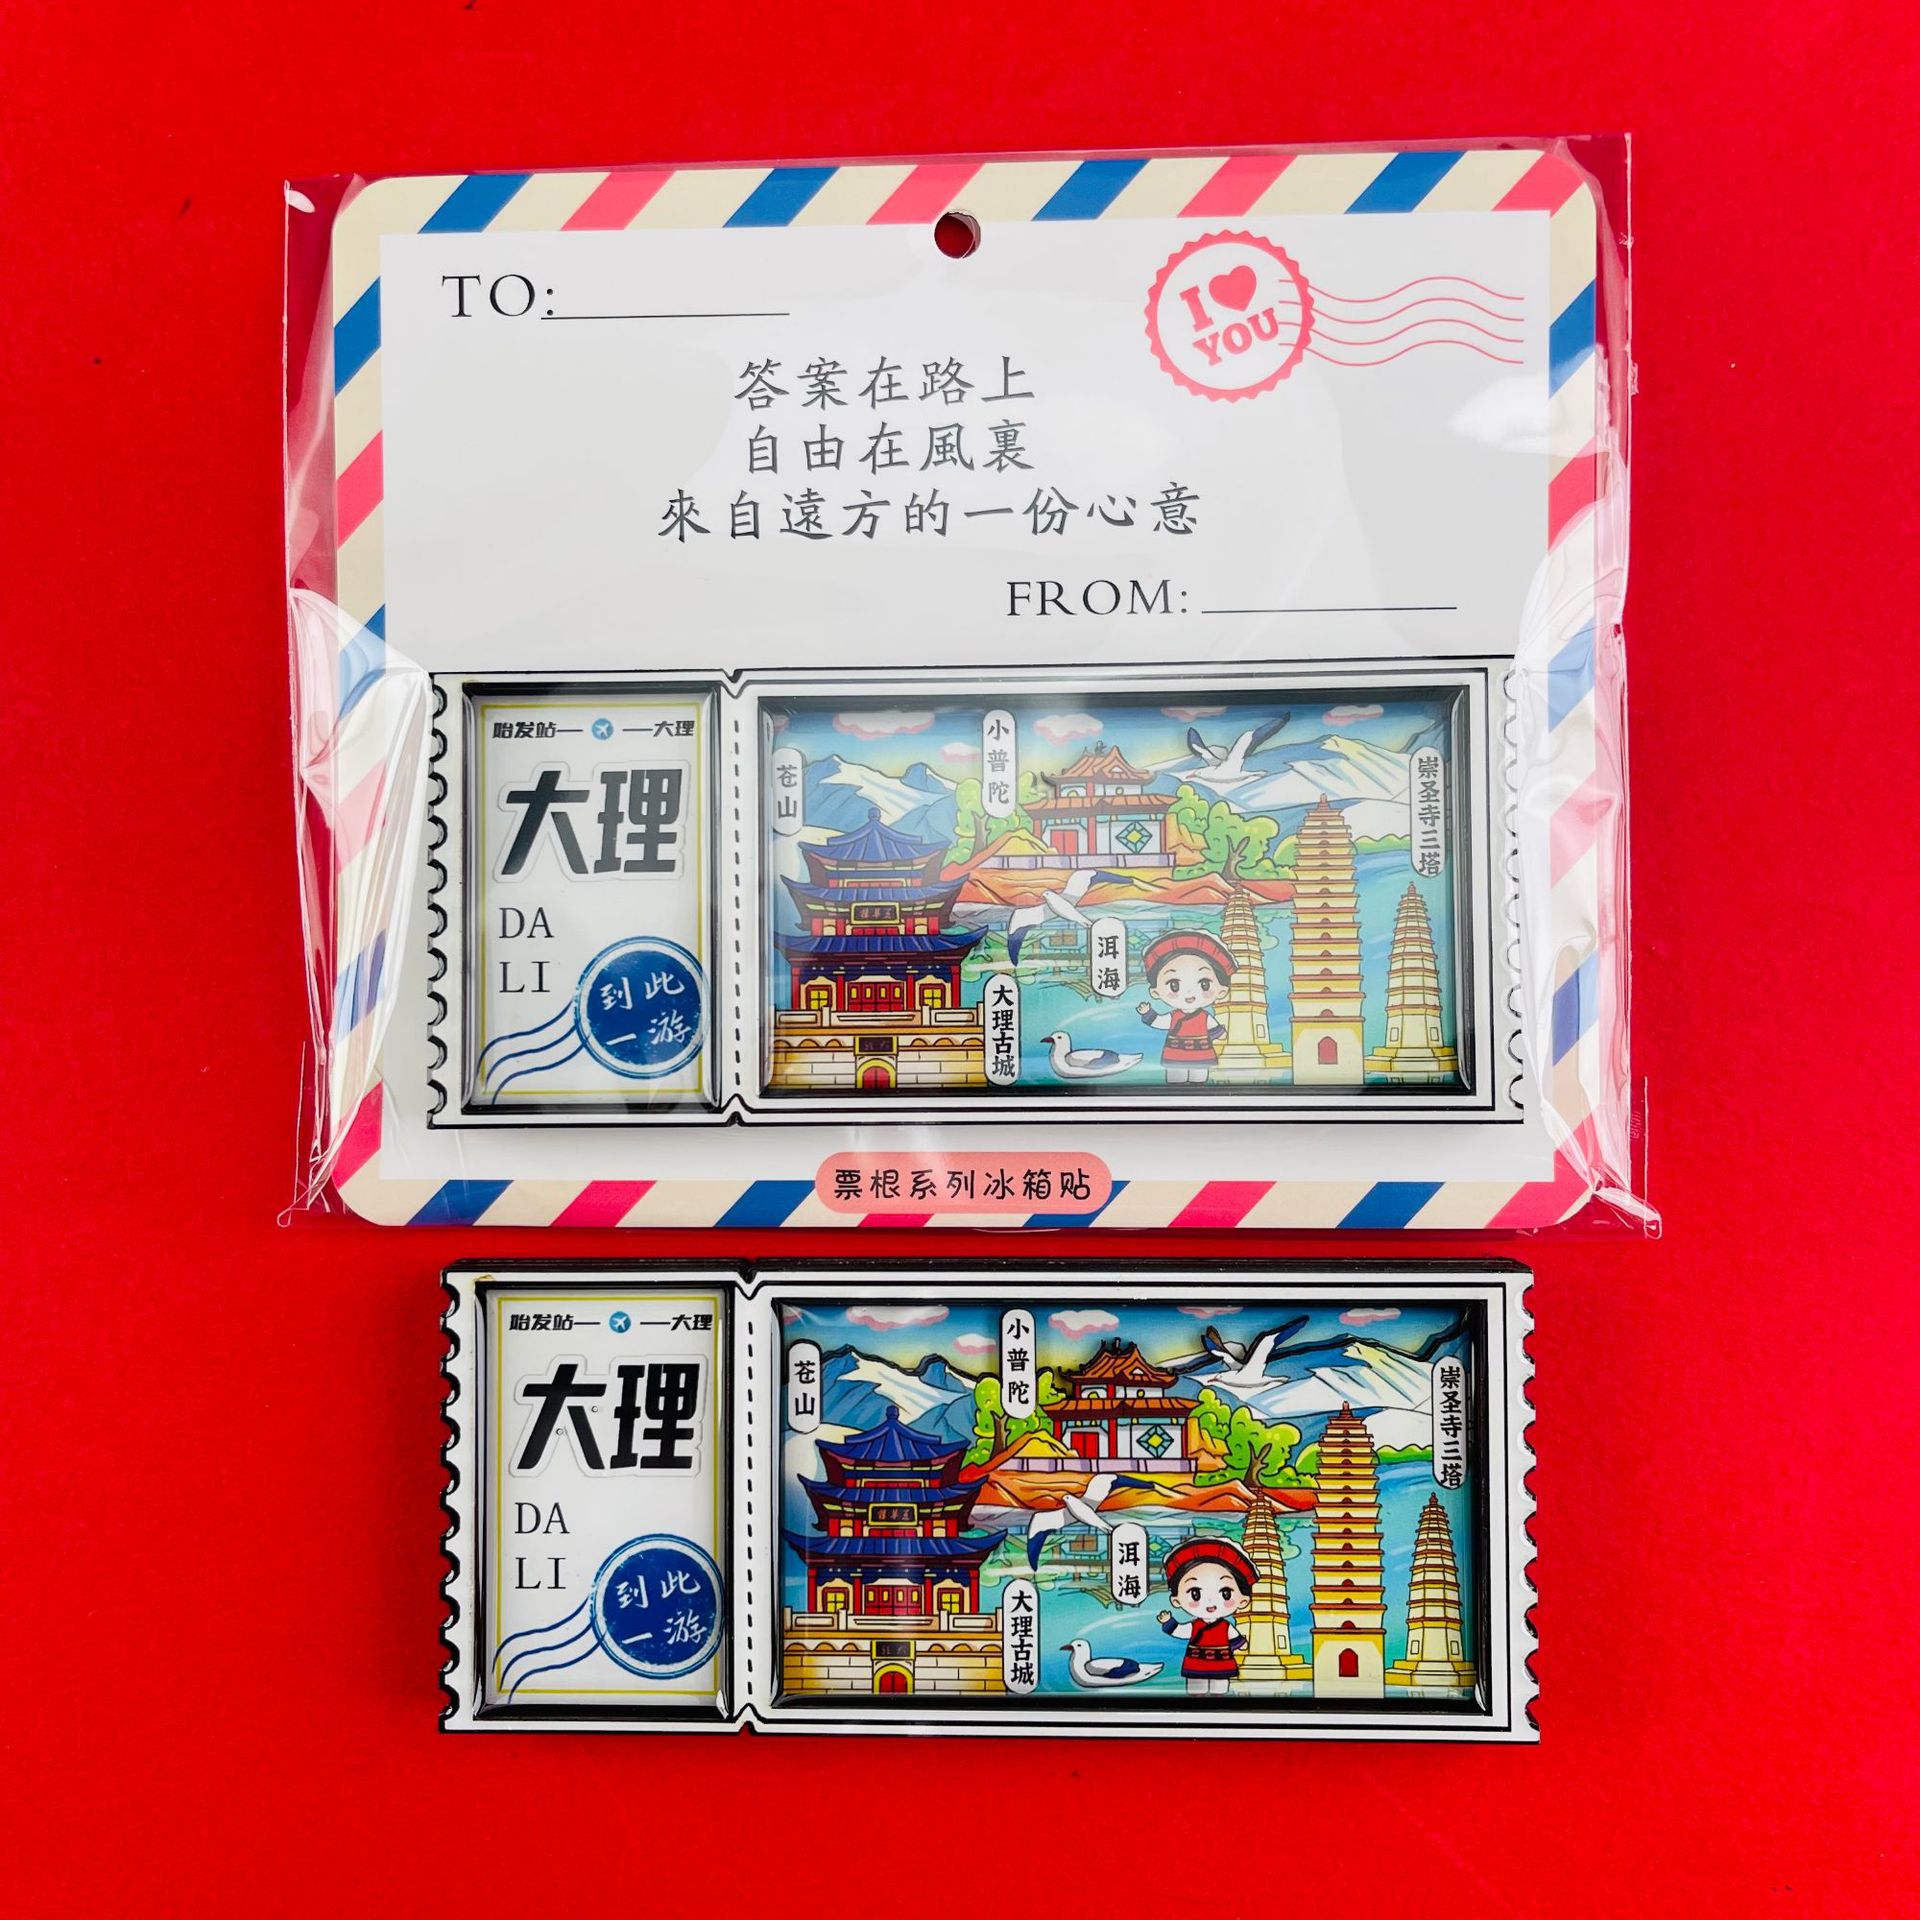 TO:
I ♥
YOU
答案在路上
自由在風裏
來自遠方的一份心意
FROM:
始发站— —大理
大理
DA
LI
到此
一游
苍山
小普陀
崇圣寺三塔
洱海
大理古城
票根系列冰箱贴
始发站— —大理
大理
DA
LI
到此
一游
苍山
小普陀
崇圣寺三塔
洱海
大理古城